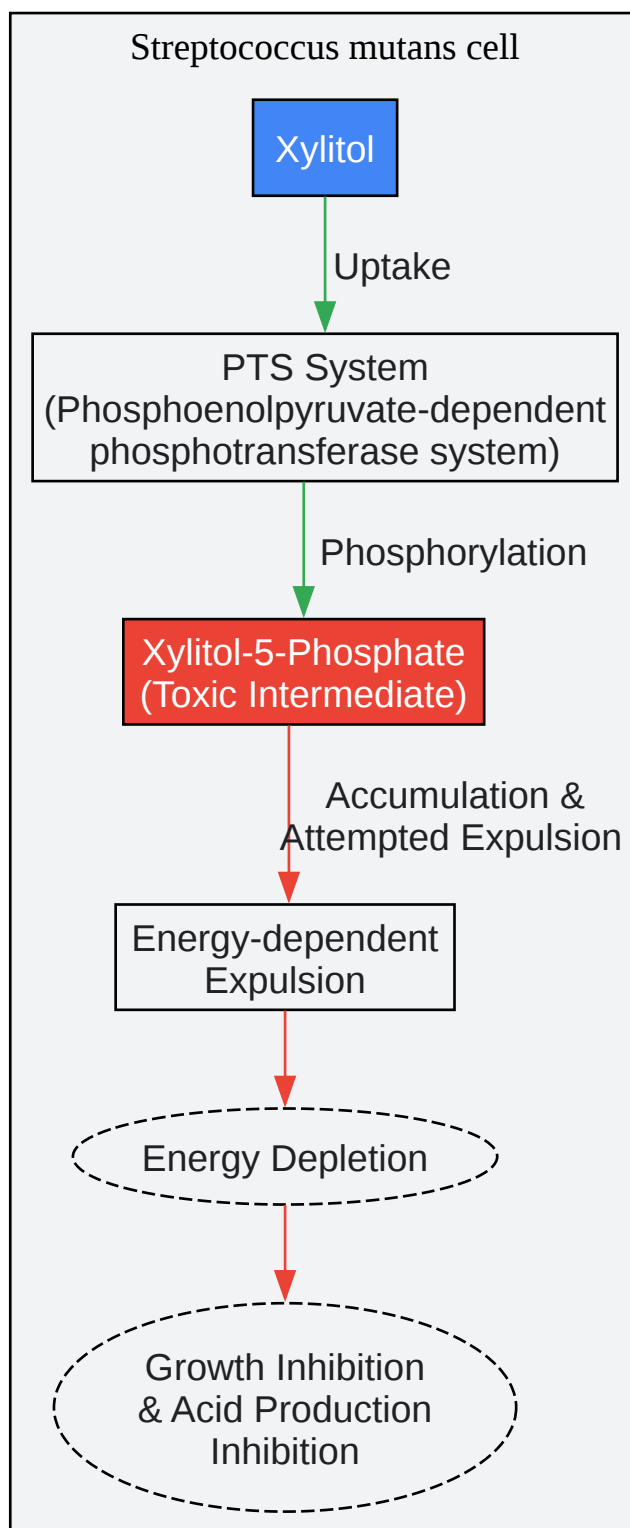 Streptococcus mutans cell
Xylitol
Uptake
PTS System
(Phosphoenolpyruvate-dependent
phosphotransferase system)
Phosphorylation
Xylitol-5-Phosphate
(Toxic Intermediate)
Accumulation &
Attempted Expulsion
Energy-dependent
Expulsion
Energy Depletion
Growth Inhibition
& Acid Production
Inhibition